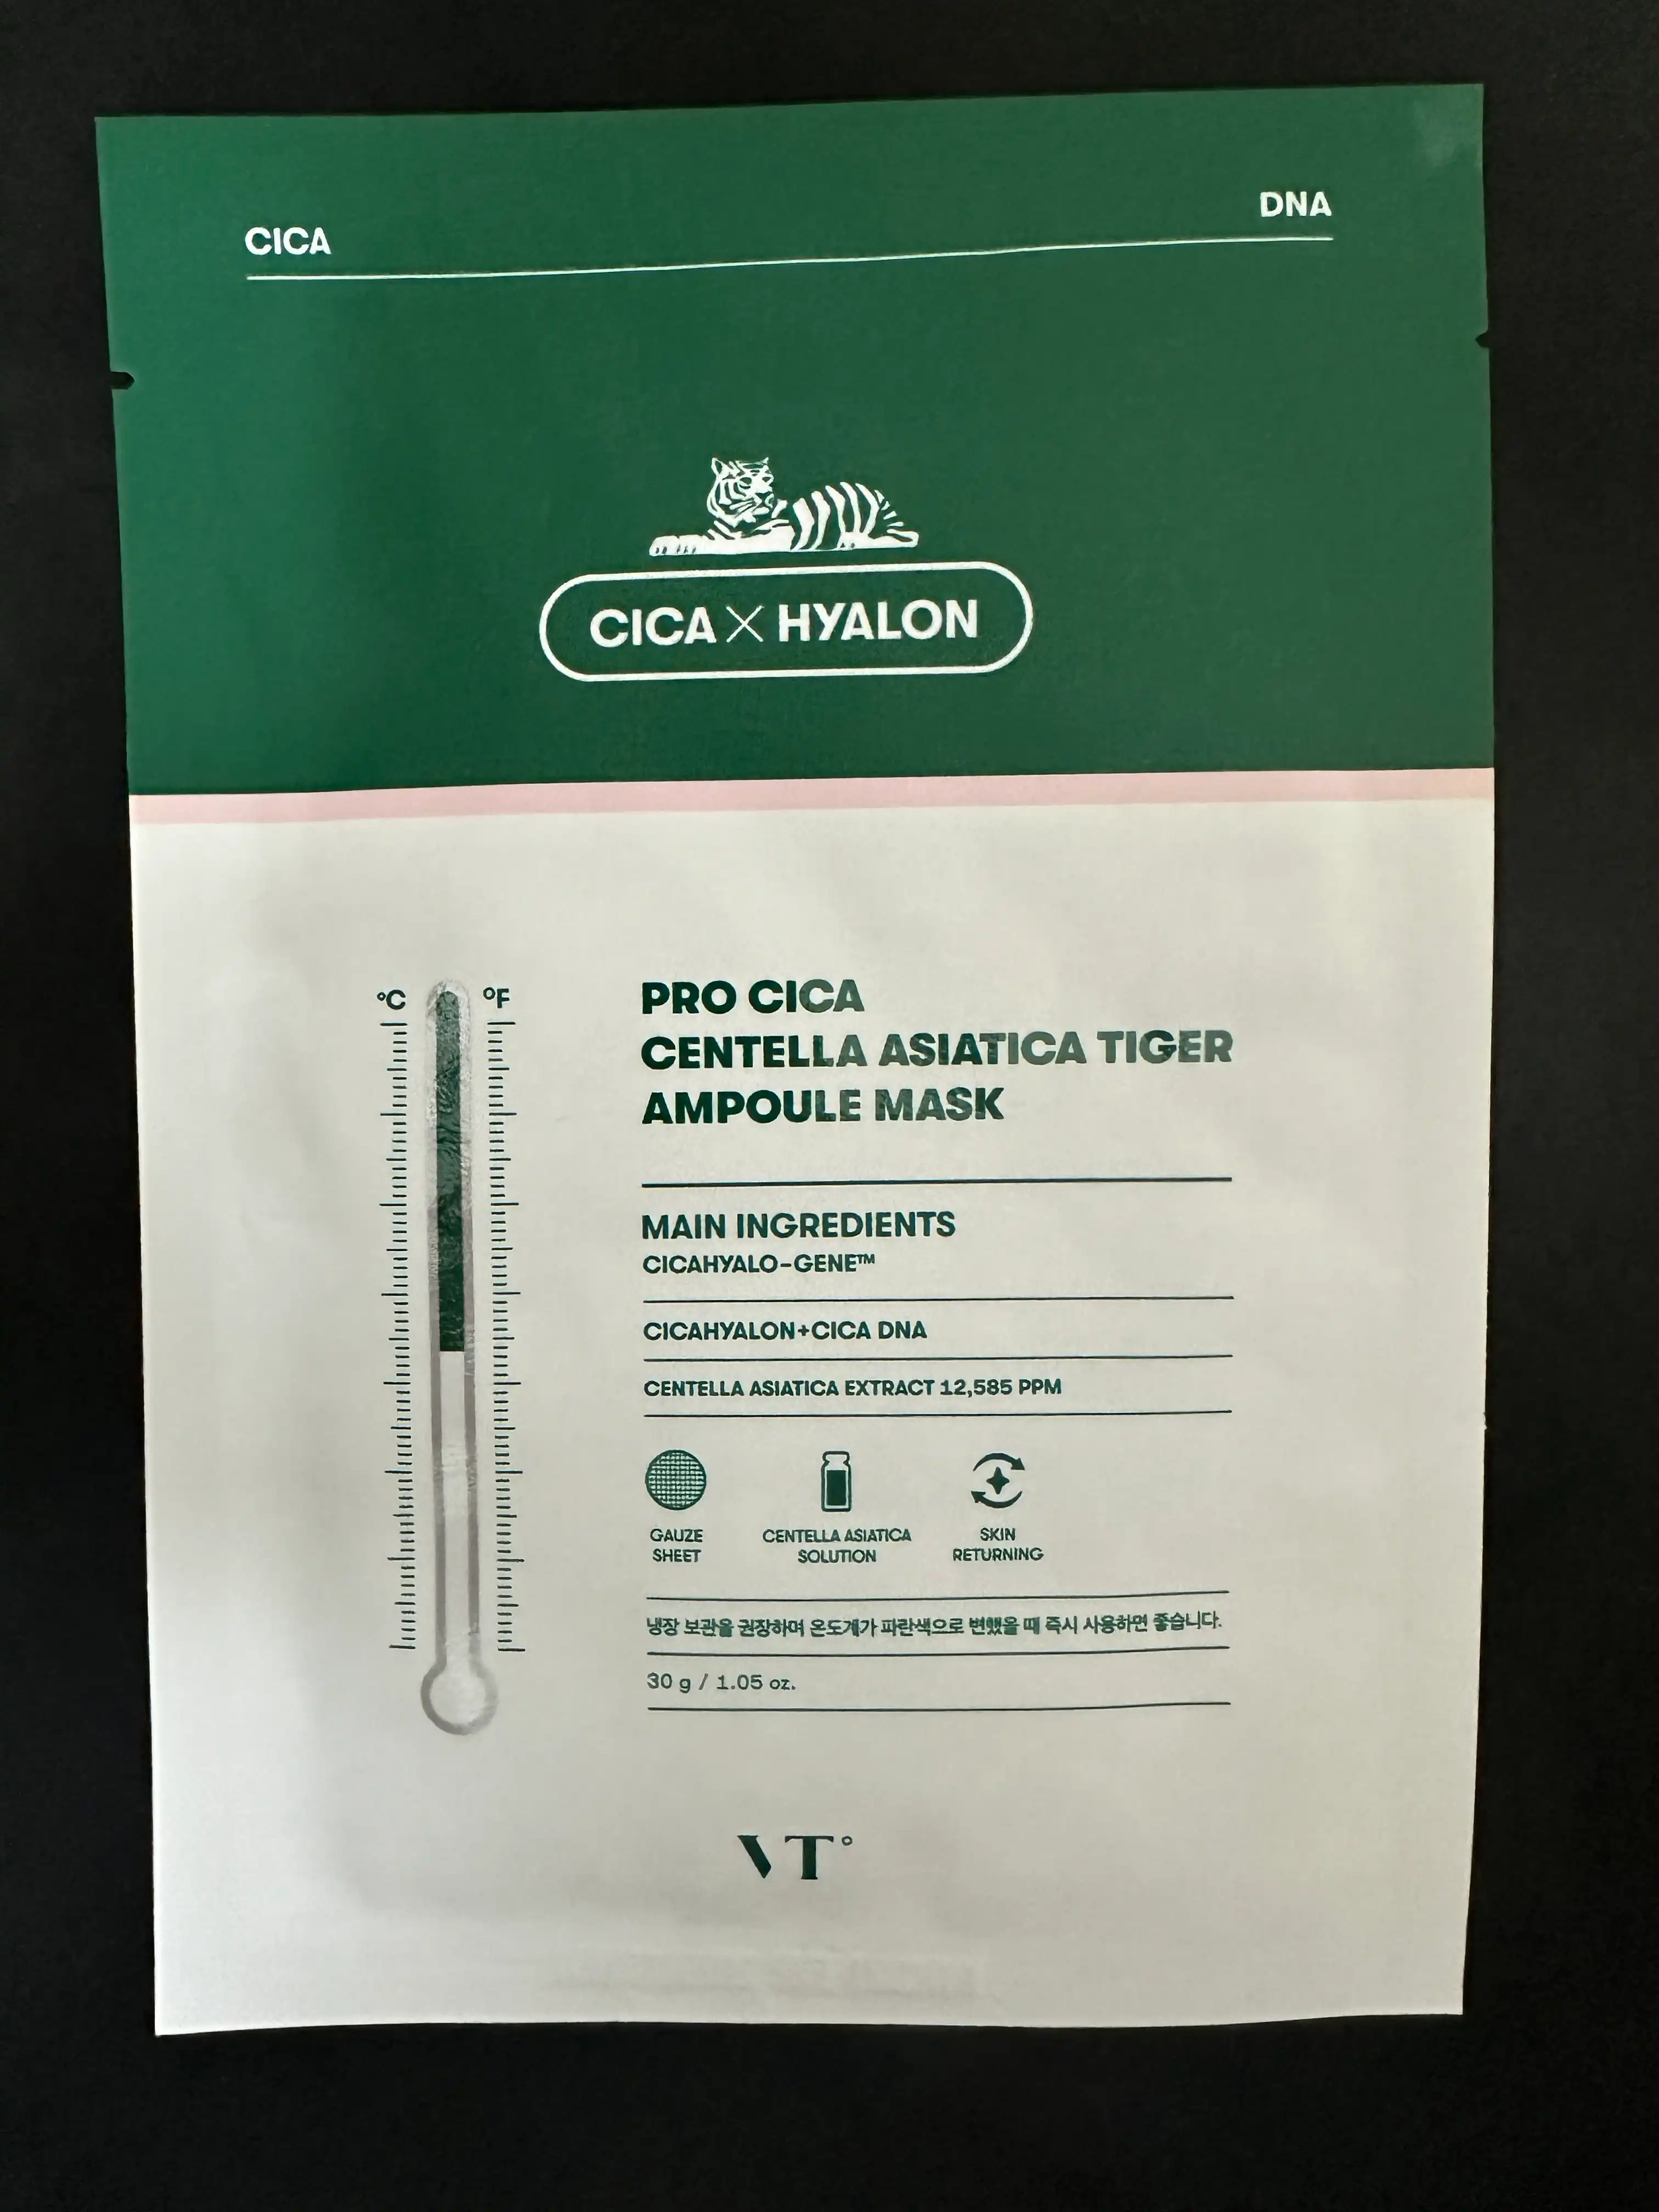 CICA
DNA
CICA X HYALON
°C
°F
PRO CICA
CENTELLA ASIATICA TIGER
AMPOULE MASK
MAIN INGREDIENTS
CICAHYALO-GENE™
CICAHYALON+CICA DNA
CENTELLA ASIATICA EXTRACT 12,585 PPM
GAUZE
SHEET
CENTELLA ASIATICA
SOLUTION
SKIN
RETURNING
냉장 보관을 권장하며 온도계가 파란색으로 변했을 때 즉시 사용하면 좋습니다.
30 g / 1.05 oz.
VT°